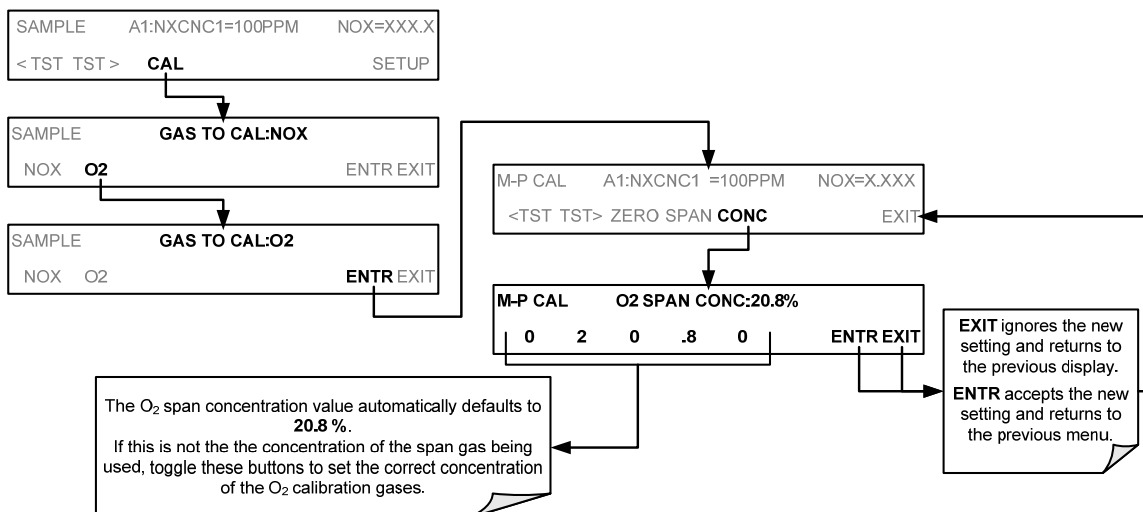 SAMPLE A1:NXCNC1=100PPM NOX=XXX.X
< TST TST > CAL SETUP
SAMPLE GAS TO CAL:NOX
NOX O2 ENTR EXIT
SAMPLE GAS TO CAL:O2
NOX O2 ENTR EXIT
M-P CAL A1:NXCNC1 =100PPM NOX=X.XXX
<TST TST> ZERO SPAN CONC EXIT
M-P CAL O2 SPAN CONC:20.8%
0 2 0 .8 0 ENTR EXIT
The O2 span concentration value automatically defaults to
20.8 %.
If this is not the the concentration of the span gas being
used, toggle these buttons to set the correct concentration
of the O2 calibration gases.
EXIT ignores the new
setting and returns to
the previous display.
ENTR accepts the new
setting and returns to
the previous menu.